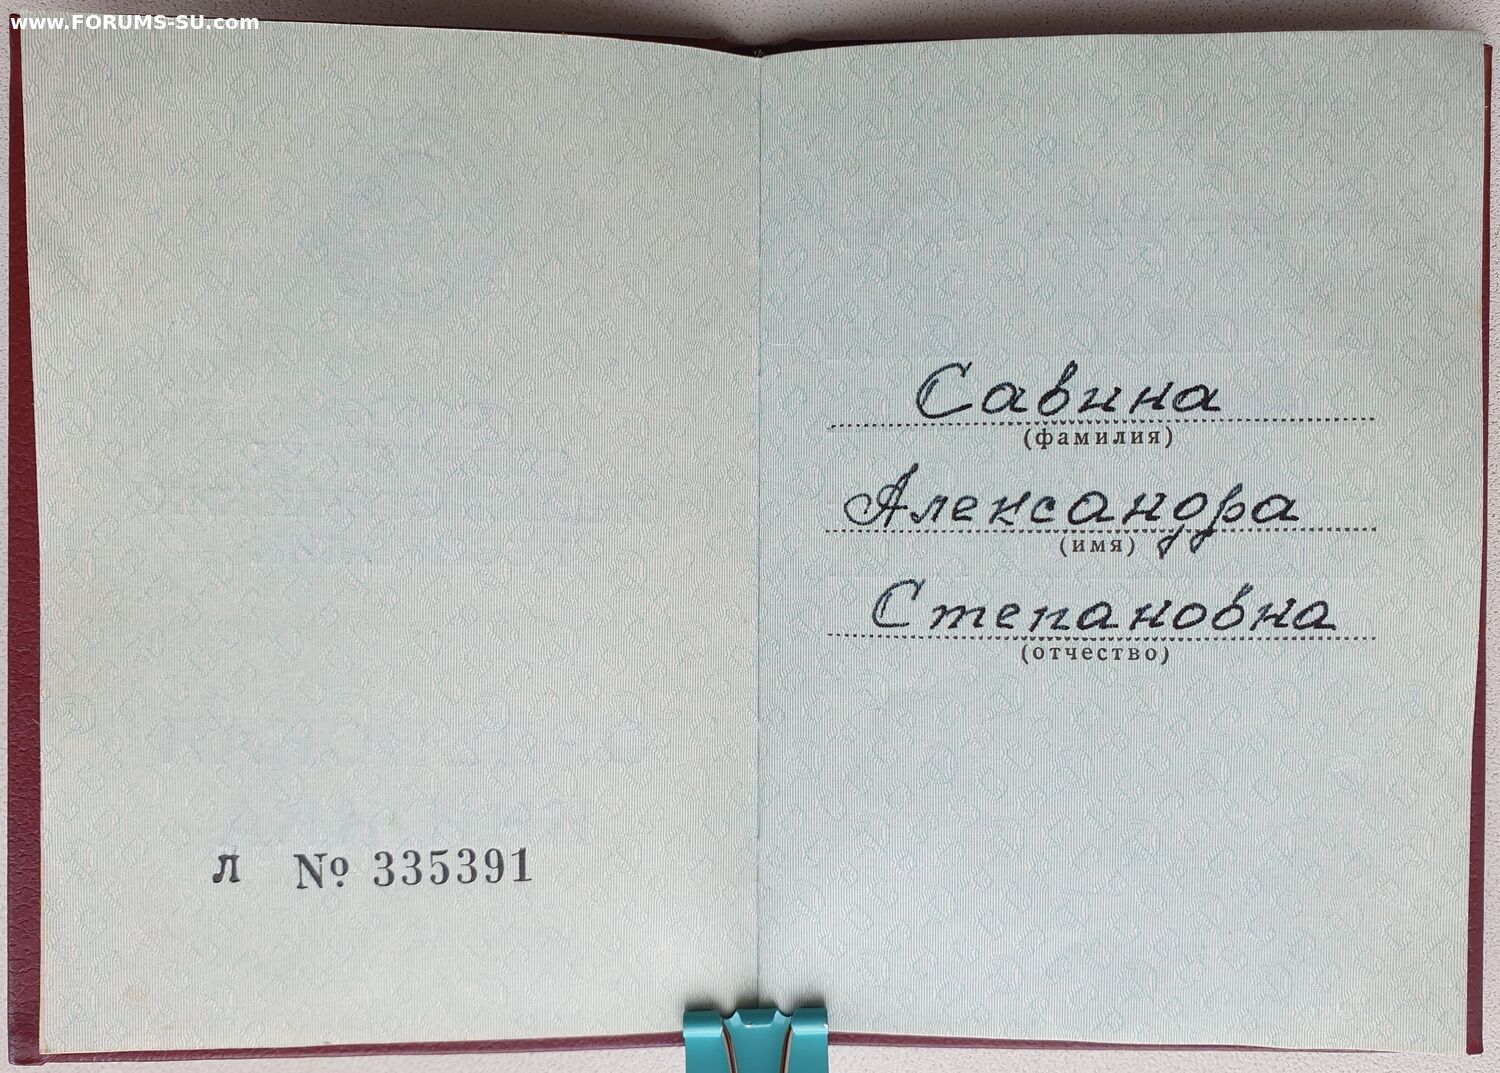 www.FORUMS-SU.com
Л № 335391
Савина
(фамилия)
Александра
(имя)
Степановна
(отчество)